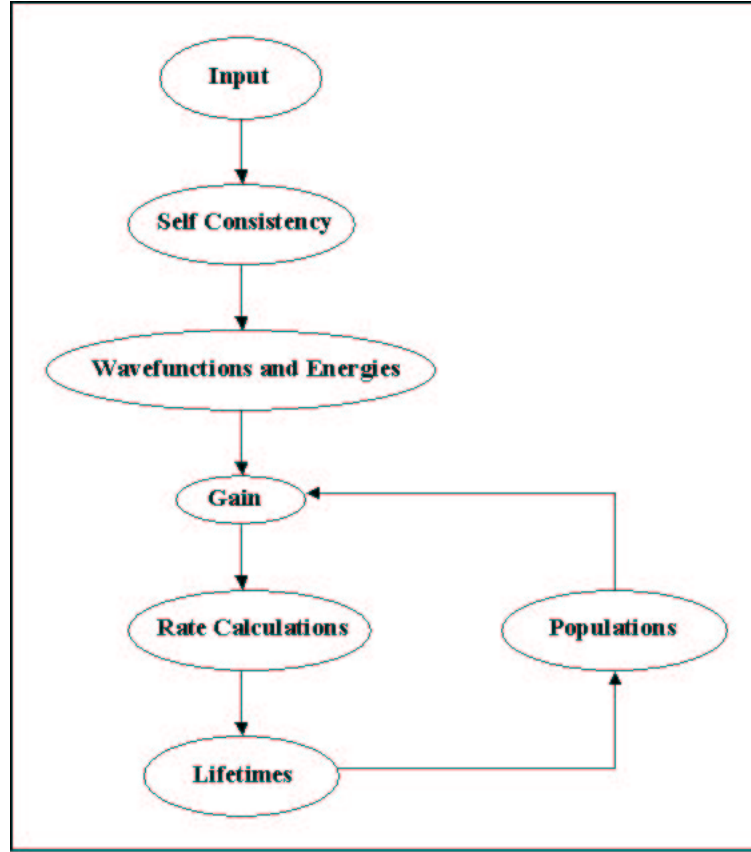 Input
Self Consistency
Wavefunctions and Energies
Gain
Rate Calculations
Populations
Lifetimes